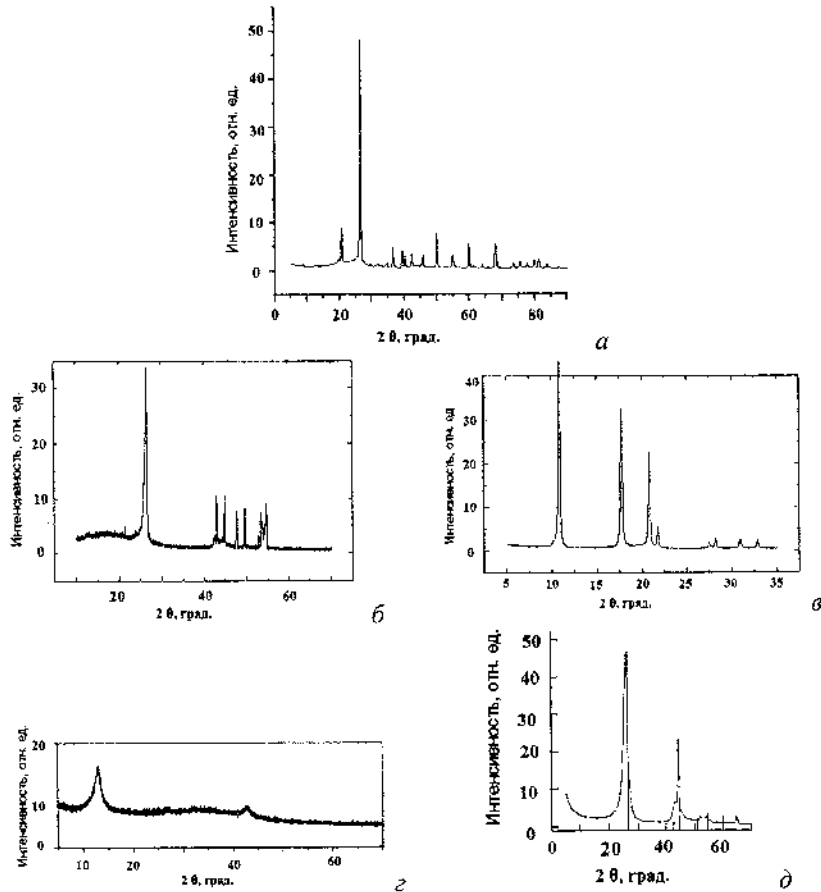 Интенсивность, отн. ед.
50
40
30
20
10
0
0 20 40 60 80
2 θ, град.
а
Интенсивность, отн. ед.
30
20
10
0
20 40 60
2 θ, град.
б
Интенсивность, отн. ед
40
30
20
10
0
5 10 15 20 25 30 35
2 θ, град.
в
Интенсивность, отн. ед.
20
10
0
10 30 50 70
2 θ, град.
г
Интенсивность, отн. ед.
50
40
30
20
10
0
0 20 40 60
2 θ, град.
д